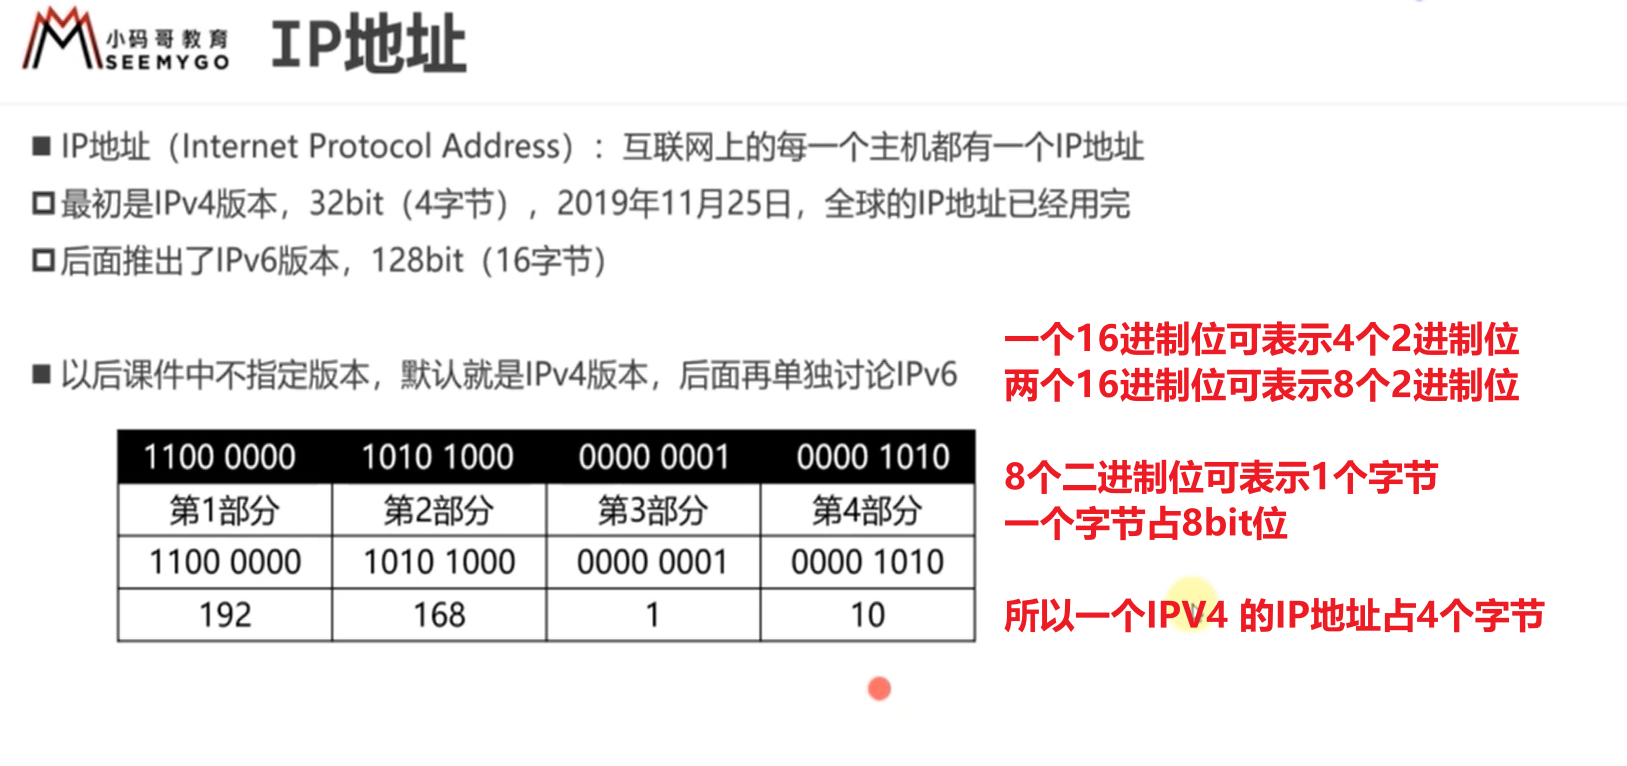 小码哥教育
SEEMYGO
IP地址
■ IP地址（Internet Protocol Address）：互联网上的每一个主机都有一个IP地址
最初是IPv4版本，32bit（4字节），2019年11月25日，全球的IP地址已经用完
后面推出了IPv6版本，128bit（16字节）
■ 以后课件中不指定版本，默认就是IPv4版本，后面再单独讨论IPv6
1100 0000 1010 1000 0000 0001 0000 1010
第1部分 第2部分 第3部分 第4部分
1100 0000 1010 1000 0000 0001 0000 1010
192 168 1 10
一个16进制位可表示4个2进制位
两个16进制位可表示8个2进制位
8个二进制位可表示1个字节
一个字节占8bit位
所以一个IPV4 的IP地址占4个字节